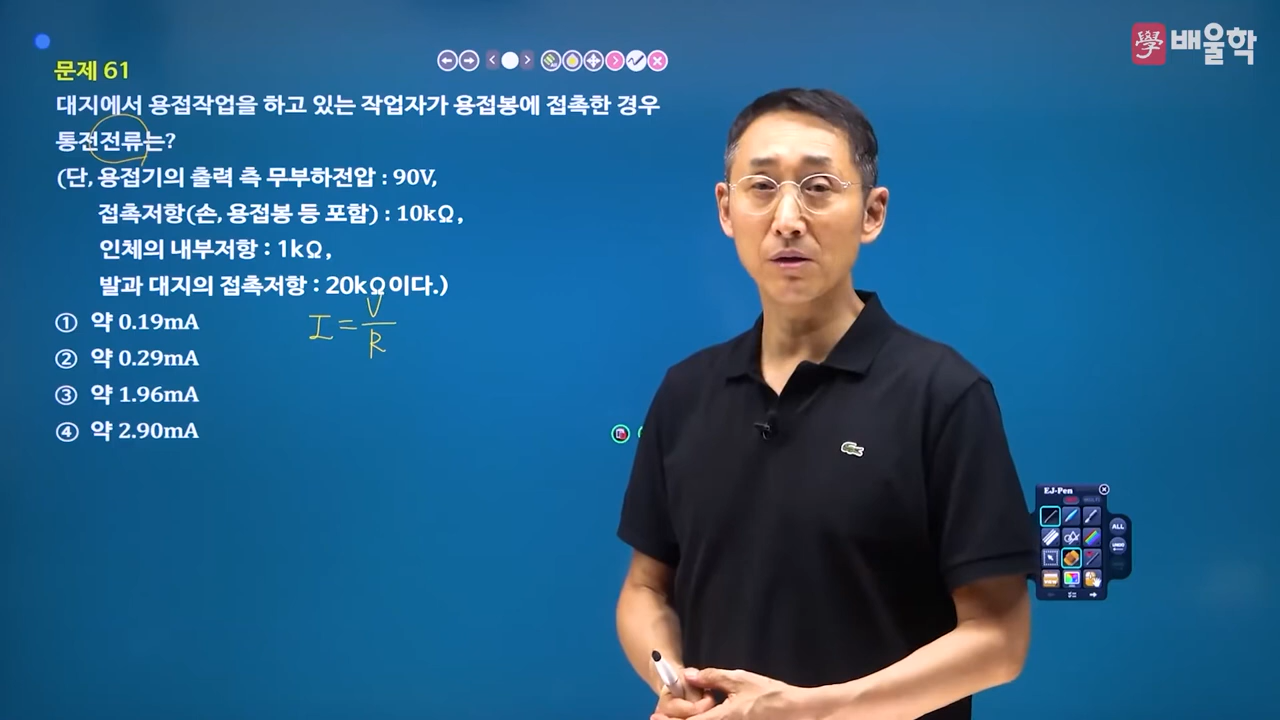 學 배울학
문제 61
대지에서 용접작업을 하고 있는 작업자가 용접봉에 접촉한 경우
통전전류는?
(단, 용접기의 출력 측 무부하전압 : 90V,
접촉저항(손, 용접봉 등 포함) : 10kΩ,
인체의 내부저항 : 1kΩ,
발과 대지의 접촉저항 : 20kΩ이다.)
① 약 0.19mA
② 약 0.29mA
③ 약 1.96mA
④ 약 2.90mA
I = V/R
EJ-Pen
ALL